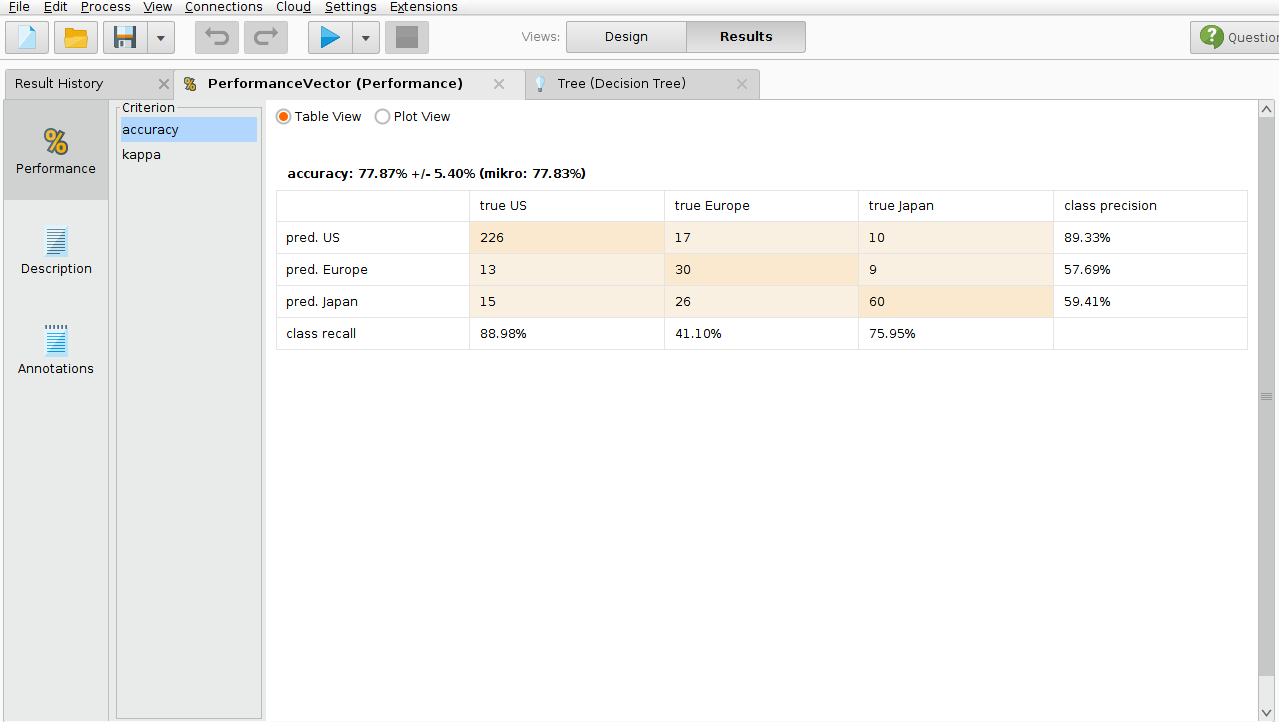 File Edit Process View Connections Cloud Settings Extensions
Views: Design Results Question
Result History PerformanceVector (Performance) Tree (Decision Tree)
Performance
Description
Annotations
Criterion
accuracy
kappa
Table View Plot View
accuracy: 77.87% +/- 5.40% (mikro: 77.83%)
true US true Europe true Japan class precision
pred. US 226 17 10 89.33%
pred. Europe 13 30 9 57.69%
pred. Japan 15 26 60 59.41%
class recall 88.98% 41.10% 75.95%